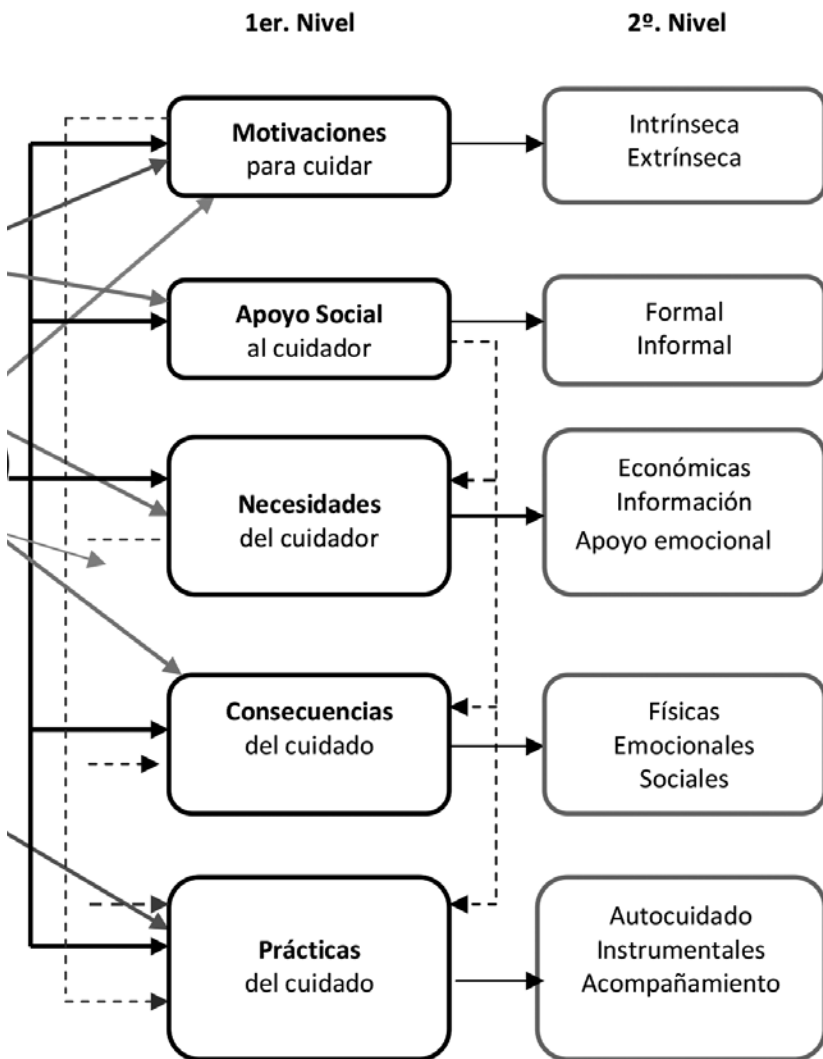 1er. Nivel
2º. Nivel
Motivaciones
para cuidar
Intrínseca
Extrínseca
Apoyo Social
al cuidador
Formal
Informal
Necesidades
del cuidador
Económicas
Información
Apoyo emocional
Consecuencias
del cuidado
Físicas
Emocionales
Sociales
Prácticas
del cuidado
Autocuidado
Instrumentales
Acompañamiento